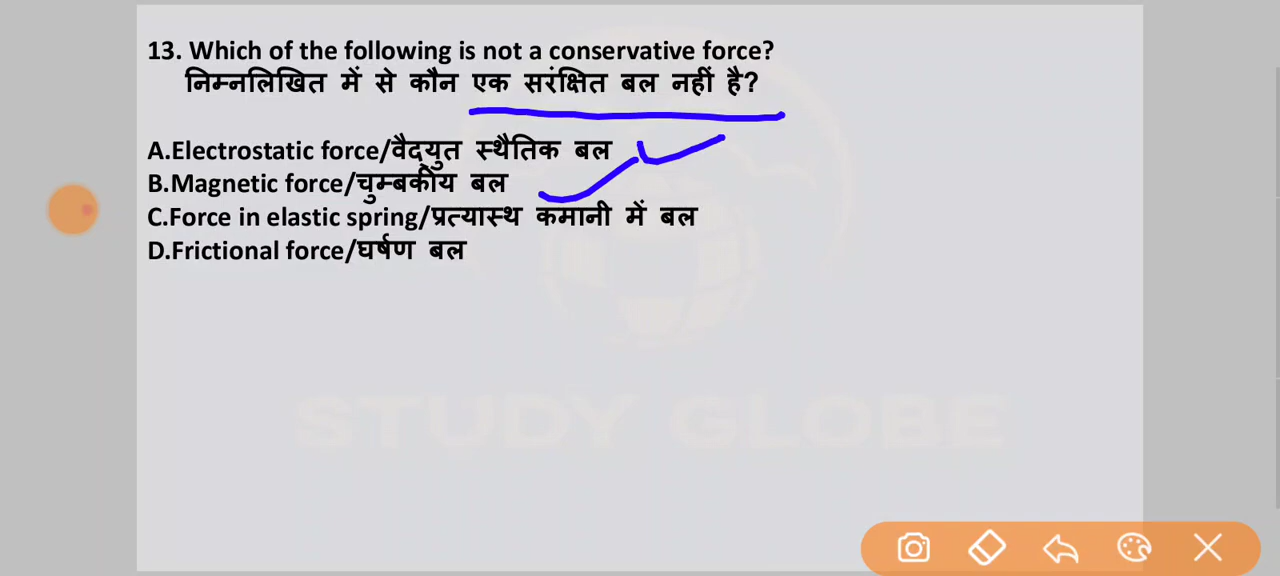 13. Which of the following is not a conservative force?
निम्नलिखित में से कौन एक सरंक्षित बल नहीं है?
A.Electrostatic force/वैद्युत स्थैतिक बल
B.Magnetic force/चुम्बकीय बल
C.Force in elastic spring/प्रत्यास्थ कमानी में बल
D.Frictional force/घर्षण बल
STUDY GLOBE